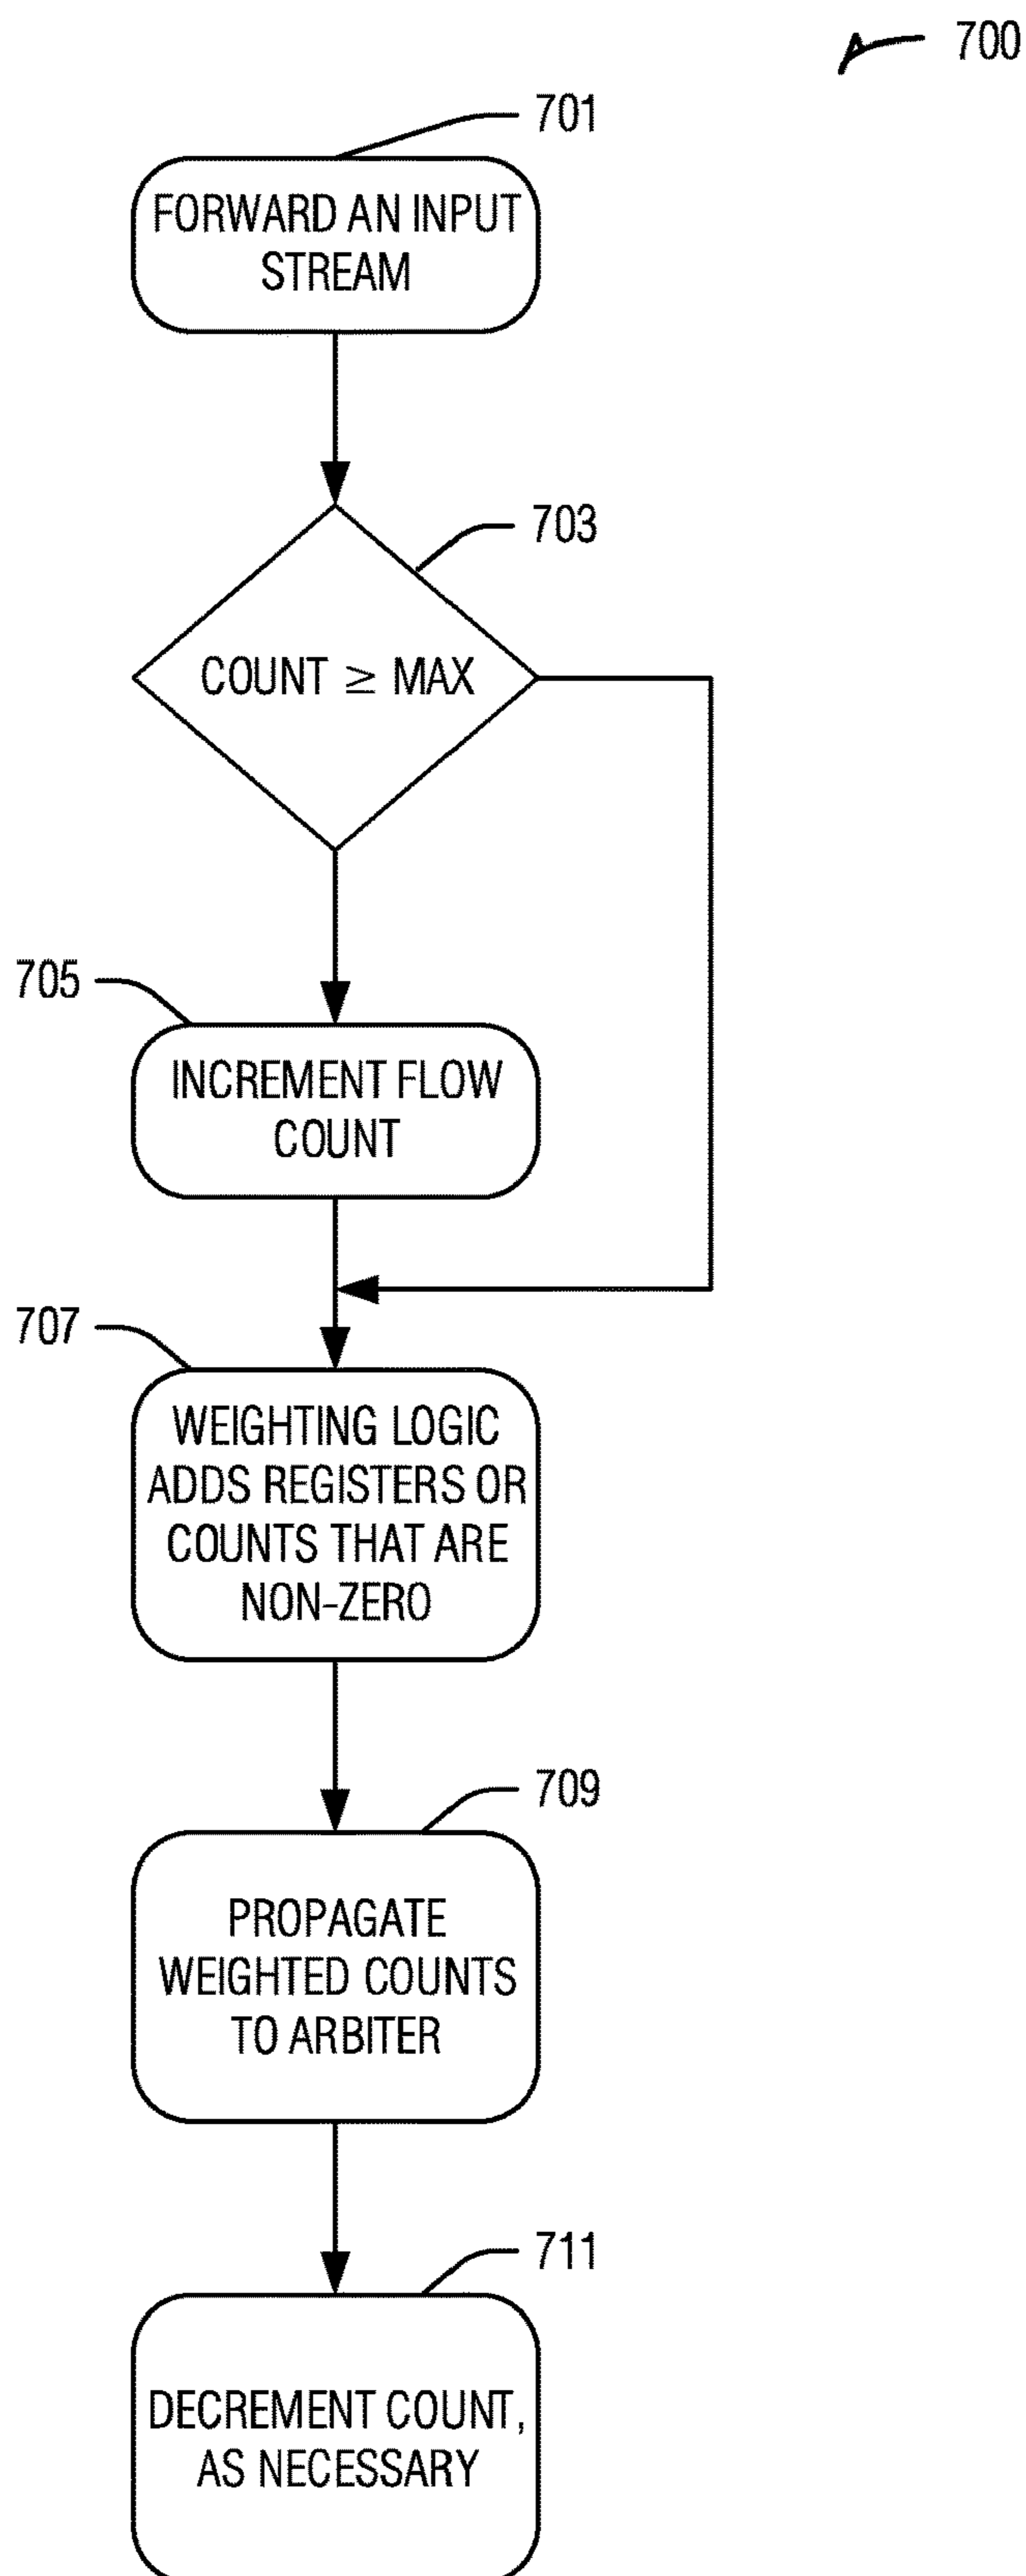 700
701
FORWARD AN INPUT
STREAM
703
COUNT ≥ MAX
705
INCREMENT FLOW
COUNT
707
WEIGHTING LOGIC
ADDS REGISTERS OR
COUNTS THAT ARE
NON-ZERO
709
PROPAGATE
WEIGHTED COUNTS
TO ARBITER
711
DECREMENT COUNT,
AS NECESSARY